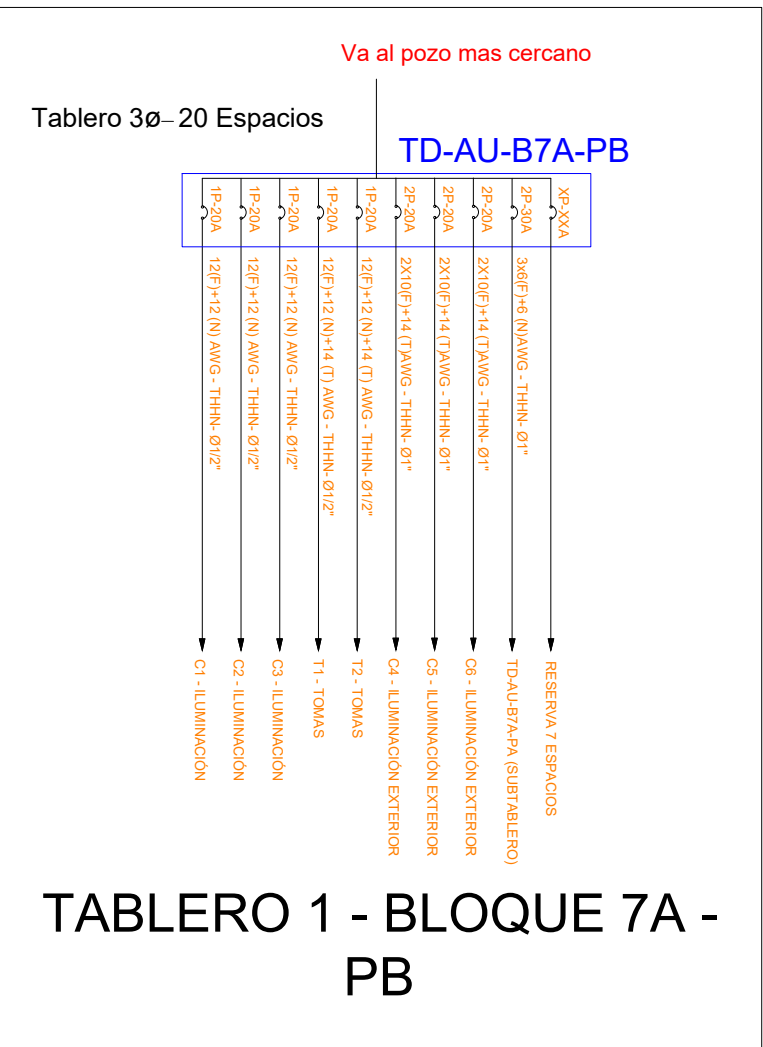 Va al pozo mas cercano
Tablero 3ø–20 Espacios
TD-AU-B7A-PB
1P-20A
1P-20A
1P-20A
1P-20A
1P-20A
2P-20A
2P-20A
2P-20A
2P-30A
XP-XXA
12(F)+12 (N) AWG - THHN- Ø1/2"
12(F)+12 (N) AWG - THHN- Ø1/2"
12(F)+12 (N) AWG - THHN- Ø1/2"
12(F)+12 (N)+14 (T) AWG - THHN- Ø1/2"
12(F)+12 (N)+14 (T) AWG - THHN- Ø1/2"
2X10(F)+14 (T)AWG - THHN- Ø1"
2X10(F)+14 (T)AWG - THHN- Ø1"
2X10(F)+14 (T)AWG - THHN- Ø1"
3x6(F)+6 (N)AWG - THHN- Ø1"
C1 - ILUMINACIÓN
C2 - ILUMINACIÓN
C3 - ILUMINACIÓN
T1 - TOMAS
T2 - TOMAS
C4 - ILUMINACIÓN EXTERIOR
C5 - ILUMINACIÓN EXTERIOR
C6 - ILUMINACIÓN EXTERIOR
TD-AU-B7A-PA (SUBTABLERO)
RESERVA 7 ESPACIOS
TABLERO 1 - BLOQUE 7A -
PB